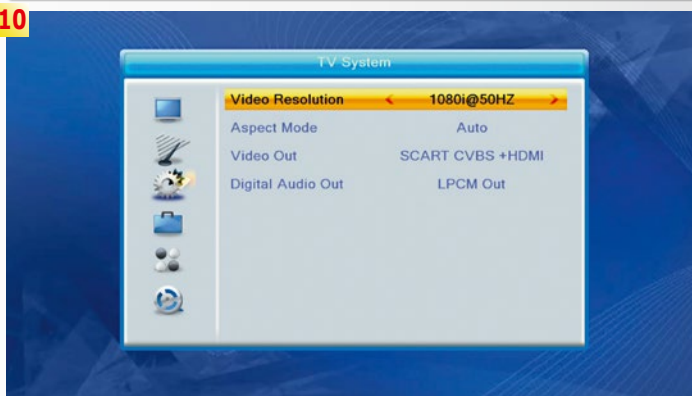 10
TV System
Video Resolution < 1080i@50HZ >
Aspect Mode Auto
Video Out SCART CVBS +HDMI
Digital Audio Out LPCM Out